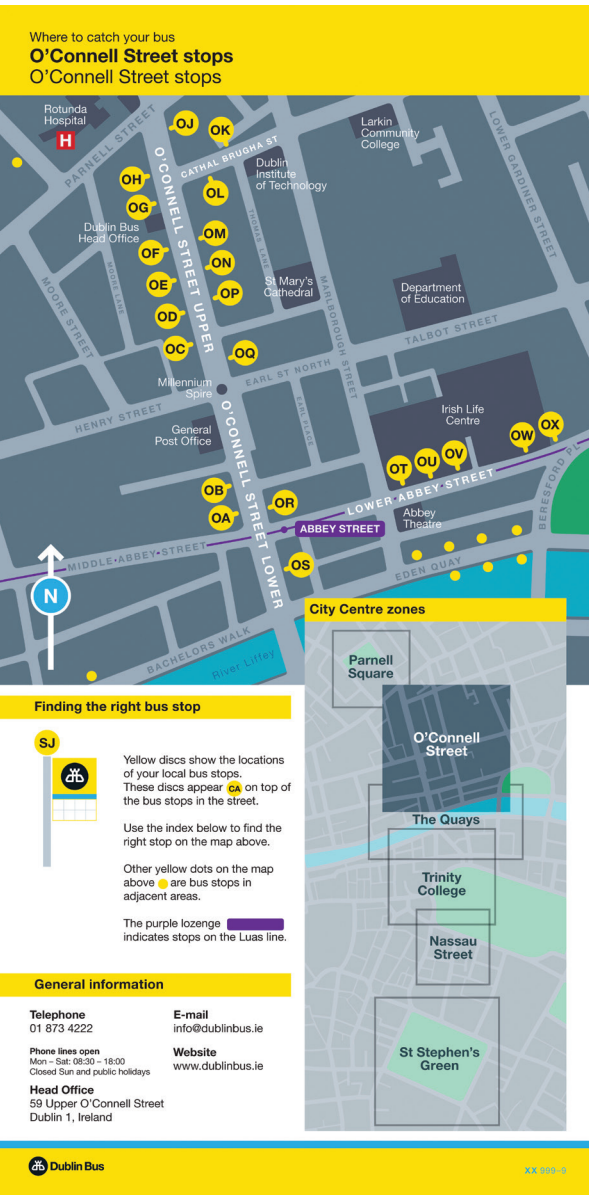 Where to catch your bus
O'Connell Street stops
O'Connell Street stops
Rotunda
Hospital
H
PARNELL STREET
OJ
OK
CATHAL BRUGHA ST
Larkin
Community
College
LOWER GARDINER STREET
Dublin
Institute
of Technology
OH
OL
OG
Dublin Bus
Head Office
O'CONNELL STREET UPPER
OM
THOMAS LANE
OF
ON
MOORE STREET
MOORE LANE
OE
OP
St Mary's
Cathedral
MARLBOROUGH STREET
Department
of Education
OD
TALBOT STREET
OC
OQ
EARL ST NORTH
Millennium
Spire
HENRY STREET
EARL PLACE
General
Post Office
O'CONNELL STREET LOWER
Irish Life
Centre
OT
OU
OV
OW
OX
BERESFORD PL
OB
OA
OR
LOWER ABBEY STREET
Abbey
Theatre
ABBEY STREET
MIDDLE ABBEY STREET
OS
EDEN QUAY
N
BACHELORS WALK
River Liffey
City Centre zones
Parnell
Square
O'Connell
Street
The Quays
Trinity
College
Nassau
Street
St Stephen's
Green
Finding the right bus stop
SJ
Yellow discs show the locations
of your local bus stops.
These discs appear CA on top of
the bus stops in the street.
Use the index below to find the
right stop on the map above.
Other yellow dots on the map
above are bus stops in
adjacent areas.
The purple lozenge
indicates stops on the Luas line.
General information
Telephone
01 873 4222
E-mail
info@dublinbus.ie
Phone lines open
Mon – Sat: 08:30 – 18:00
Closed Sun and public holidays
Website
www.dublinbus.ie
Head Office
59 Upper O'Connell Street
Dublin 1, Ireland
Dublin Bus
XX 999–9